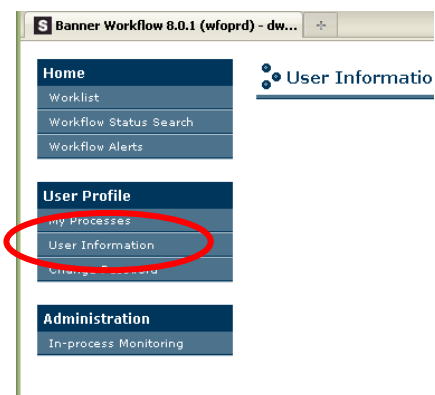 S Banner Workflow 8.0.1 (wfoprd) - dw...
Home
User Informatio
Worklist
Workflow Status Search
Workflow Alerts
User Profile
My Processes
User Information
Change Password
Administration
In-process Monitoring